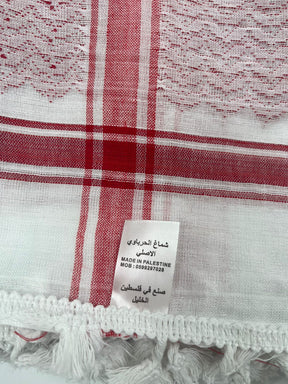 شماغ الحرباوي
الاصلي
MADE IN PALESTINE
MOB : 0599297028
صنع في فلسطين
الخليل